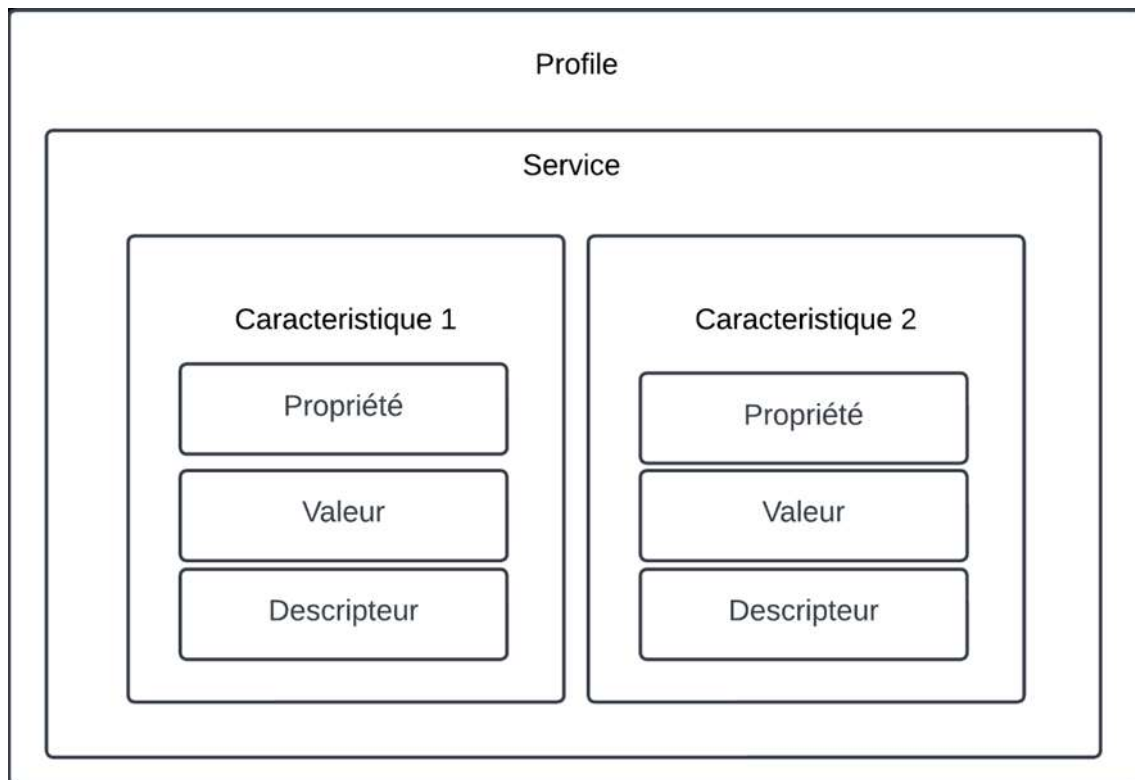 Profile
Service
Caracteristique 1
Propriété
Valeur
Descripteur
Caracteristique 2
Propriété
Valeur
Descripteur